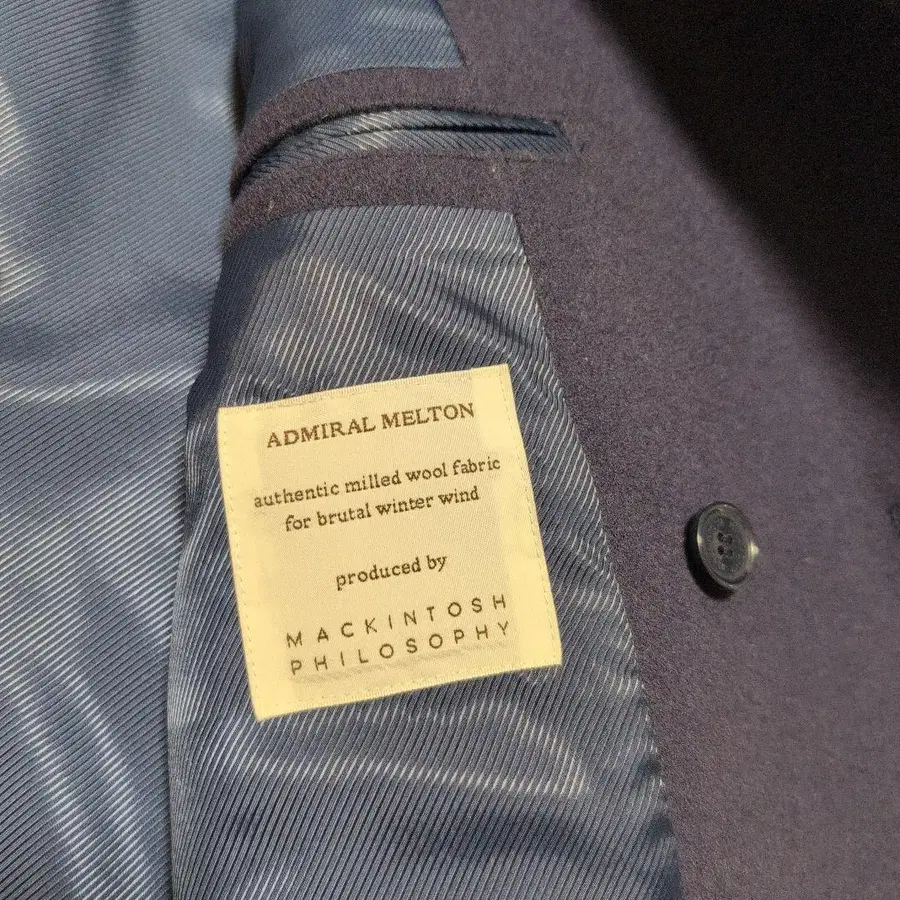 ADMIRAL MELTON
authentic milled wool fabric
for brutal winter wind
produced by
MACKINTOSH
PHILOSOPHY